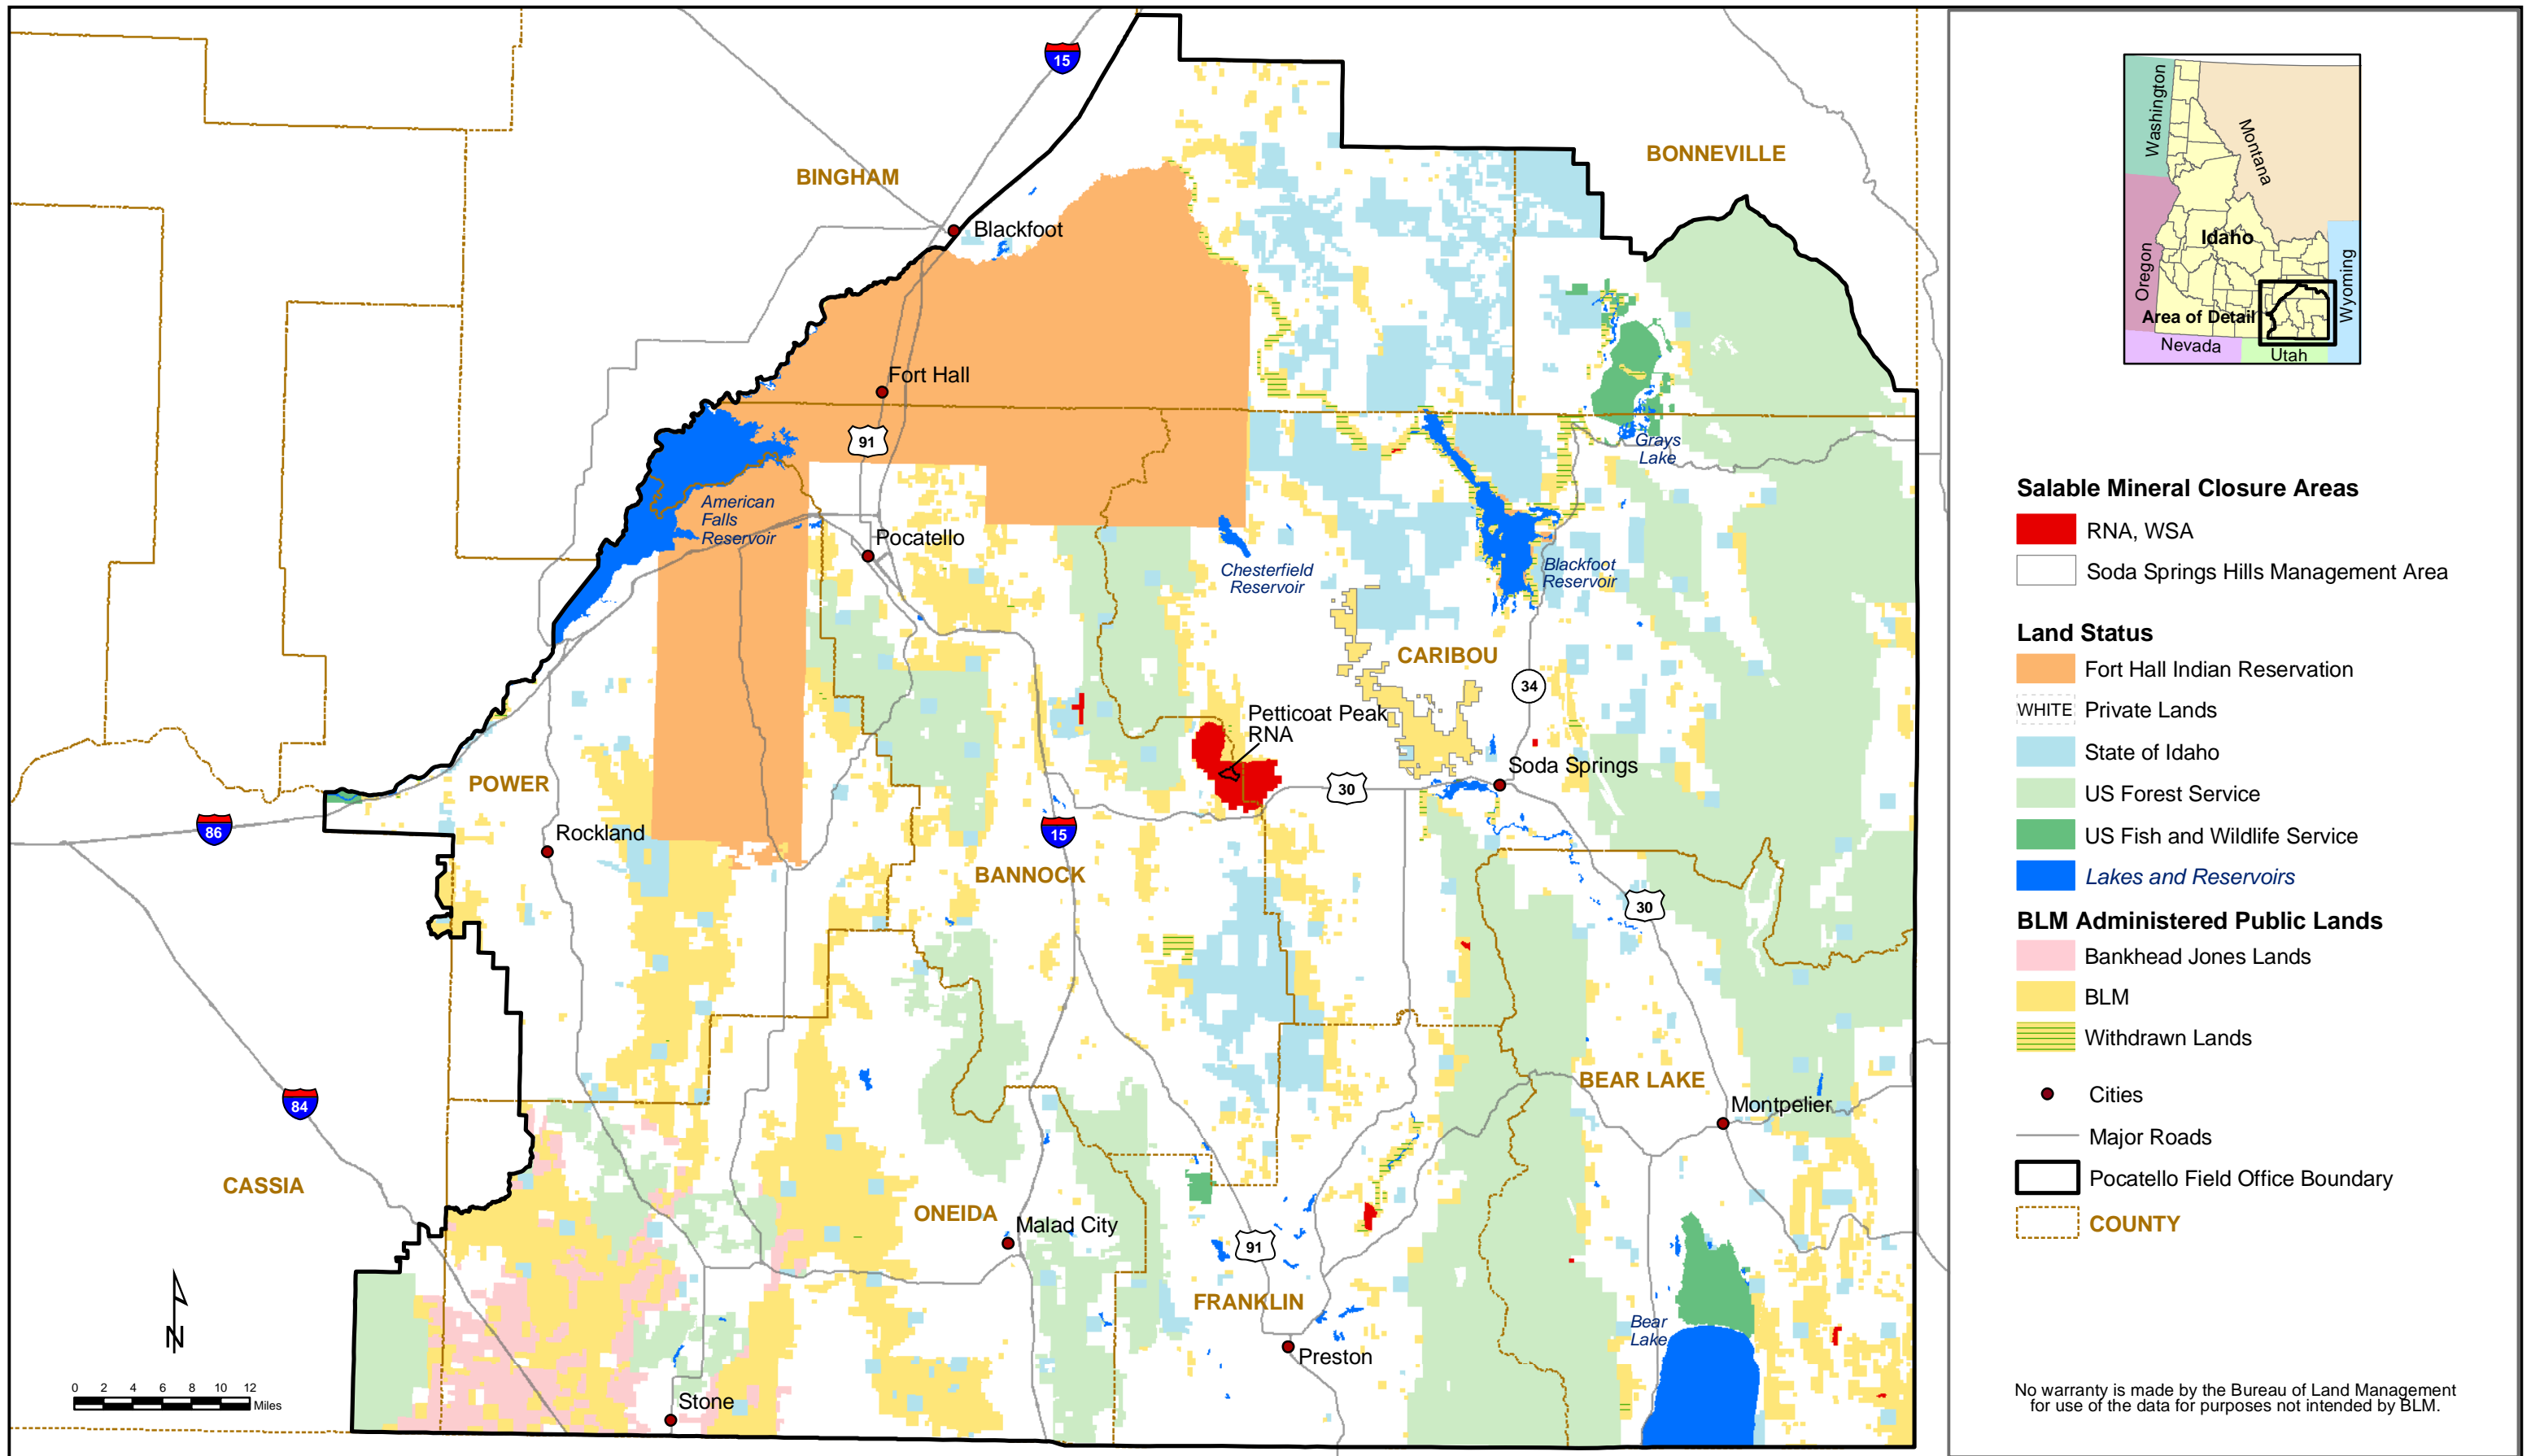 15
BINGHAM
BONNEVILLE
Blackfoot
Fort Hall
91
Grays
Lake
American
Falls
Reservoir
Pocatello
Chesterfield
Reservoir
Blackfoot
Reservoir
CARIBOU
34
Petticoat Peak
RNA
POWER
30
Soda Springs
86
Rockland
15
BANNOCK
30
84
BEAR LAKE
Montpelier
CASSIA
ONEIDA
Malad City
91
FRANKLIN
Bear
Lake
Preston
Stone
N
0 2 4 6 8 10 12
Miles
Washington
Montana
Oregon
Idaho
Wyoming
Area of Detail
Nevada
Utah
Salable Mineral Closure Areas
RNA, WSA
Soda Springs Hills Management Area
Land Status
Fort Hall Indian Reservation
WHITE Private Lands
State of Idaho
US Forest Service
US Fish and Wildlife Service
Lakes and Reservoirs
BLM Administered Public Lands
Bankhead Jones Lands
BLM
Withdrawn Lands
Cities
Major Roads
Pocatello Field Office Boundary
COUNTY
No warranty is made by the Bureau of Land Management
for use of the data for purposes not intended by BLM.